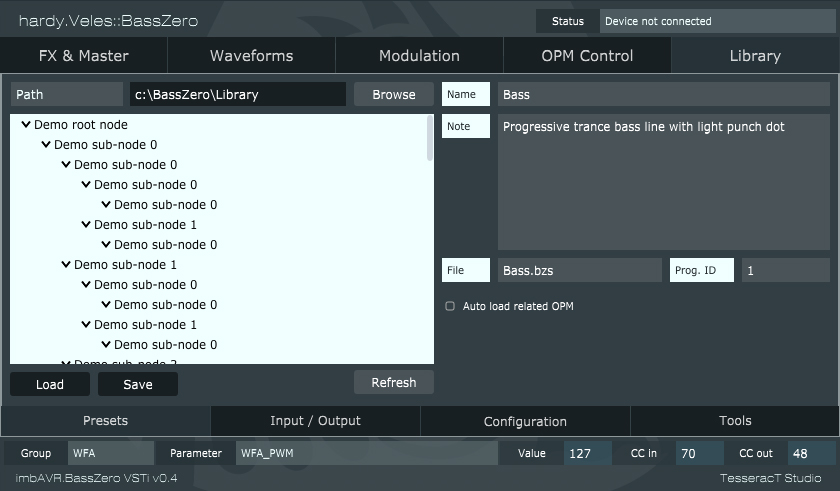 hardy.Veles::BassZero
Status Device not connected
FX & Master Waveforms Modulation OPM Control Library
Path c:\BassZero\Library Browse Name Bass
Demo root node Note Progressive trance bass line with light punch dot
Demo sub-node 0
Demo sub-node 0
Demo sub-node 0
Demo sub-node 0
Demo sub-node 1
Demo sub-node 0
Demo sub-node 1 File Bass.bzs Prog. ID 1
Demo sub-node 0
Demo sub-node 0 Auto load related OPM
Demo sub-node 1
Demo sub-node 0
Demo sub-node 2
Load Save Refresh
Presets Input / Output Configuration Tools
Group WFA Parameter WFA_PWM Value 127 CC in 70 CC out 48
imbAVR.BassZero VSTi v0.4 TesseracT Studio